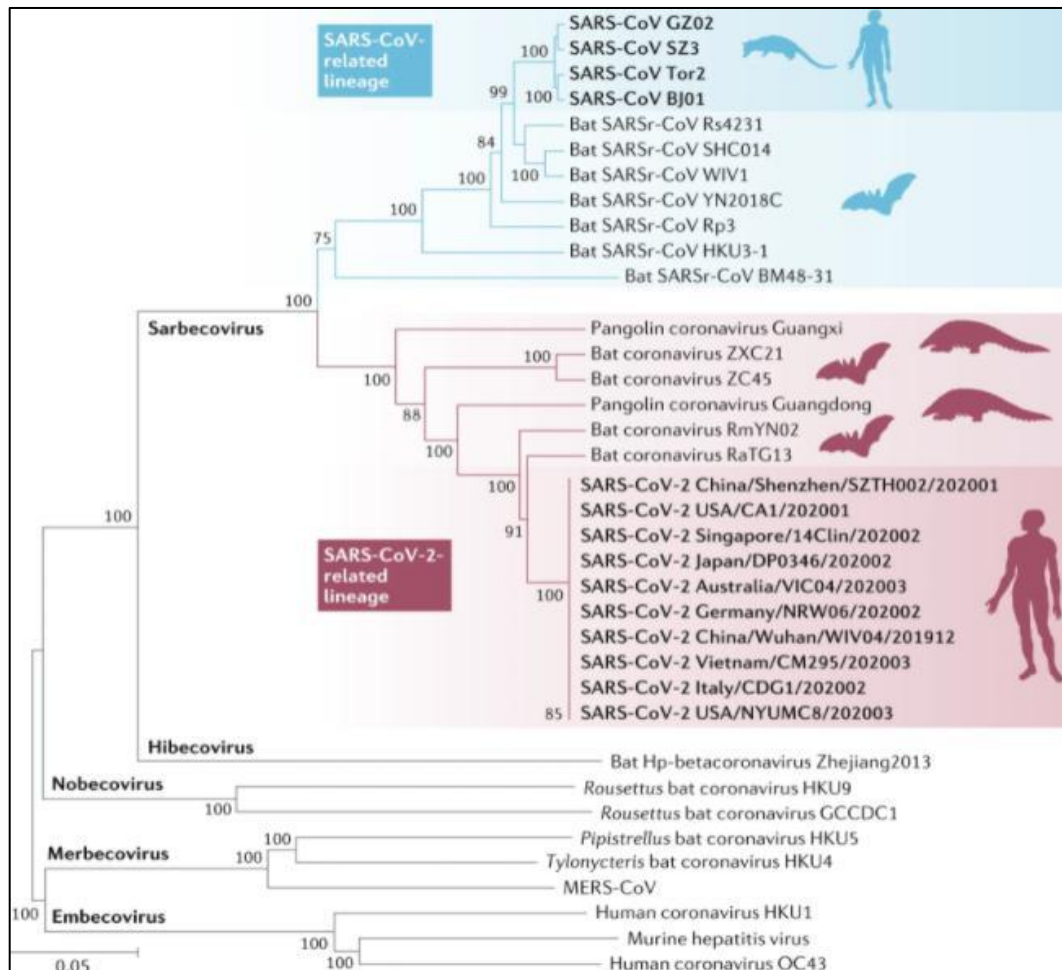 SARS-CoV-
related
lineage
SARS-CoV GZ02
100
SARS-CoV SZ3
SARS-CoV Tor2
99
100
SARS-CoV BJ01
Bat SARSr-CoV Rs4231
84
Bat SARSr-CoV SHC014
100
Bat SARSr-CoV WIV1
100
Bat SARSr-CoV YN2018C
100
Bat SARSr-CoV Rp3
75
Bat SARSr-CoV HKU3-1
Bat SARSr-CoV BM48-31
100
Sarbecovirus
Pangolin coronavirus Guangxi
100
Bat coronavirus ZXC21
100
Bat coronavirus ZC45
88
Pangolin coronavirus Guangdong
Bat coronavirus RmYN02
100
Bat coronavirus RaTG13
100
SARS-CoV-2 China/Shenzhen/SZTH002/202001
SARS-CoV-2 USA/CA1/202001
100
91
SARS-CoV-2 Singapore/14Clin/202002
SARS-CoV-2-
related
lineage
SARS-CoV-2 Japan/DP0346/202002
SARS-CoV-2 Australia/VIC04/202003
100
SARS-CoV-2 Germany/NRW06/202002
SARS-CoV-2 China/Wuhan/WIV04/201912
SARS-CoV-2 Vietnam/CM295/202003
SARS-CoV-2 Italy/CDG1/202002
85
SARS-CoV-2 USA/NYUMC8/202003
Hibecovirus
Bat Hp-betacoronavirus Zhejiang2013
Nobecovirus
Rousettus bat coronavirus HKU9
100
Rousettus bat coronavirus GCCDC1
Merbecovirus
100
Pipistrellus bat coronavirus HKU5
100
Tylonycteris bat coronavirus HKU4
MERS-CoV
100
Embecovirus
Human coronavirus HKU1
100
Murine hepatitis virus
100
Human coronavirus OC43
0.05